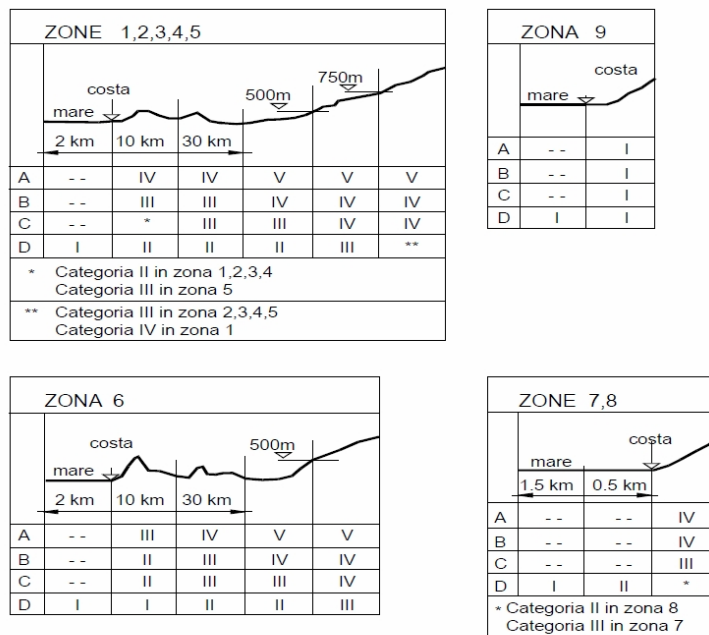 ZONE 1,2,3,4,5
costa
mare
500m
750m
2 km 10 km 30 km
A -- IV IV V V V
B -- III III IV IV IV
C -- * III III IV IV
D I II II II III **
* Categoria II in zona 1,2,3,4
Categoria III in zona 5
** Categoria III in zona 2,3,4,5
Categoria IV in zona 1
ZONA 9
costa
mare
A -- I
B -- I
C -- I
D I I
ZONA 6
costa
mare
500m
2 km 10 km 30 km
A -- III IV V V
B -- II III IV IV
C -- II III III IV
D I I II II III
ZONE 7,8
costa
mare
1.5 km 0.5 km
A -- -- IV
B -- -- IV
C -- -- III
D I II *
* Categoria II in zona 8
Categoria III in zona 7